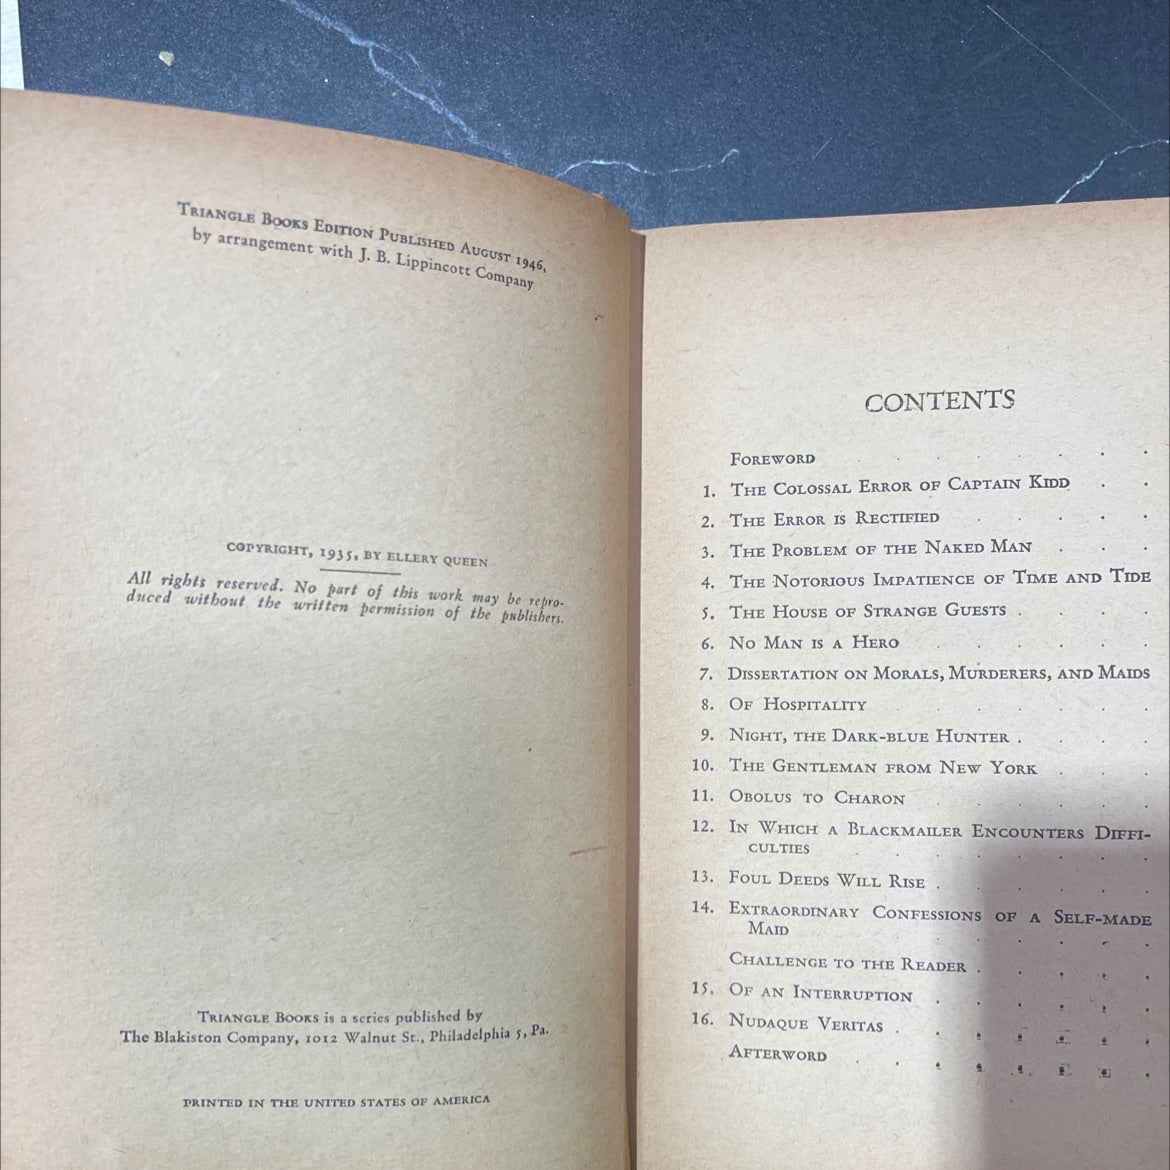 Triangle Books Edition Published August 1946,
by arrangement with J. B. Lippincott Company
COPYRIGHT, 1935, BY ELLERY QUEEN
All rights reserved. No part of this work may be repro-
duced without the written permission of the publishers.
Triangle Books is a series published by
The Blakiston Company, 1012 Walnut St., Philadelphia 5, Pa.
PRINTED IN THE UNITED STATES OF AMERICA
CONTENTS
Foreword
1. The Colossal Error of Captain Kidd
2. The Error is Rectified
3. The Problem of the Naked Man
4. The Notorious Impatience of Time and Tide
5. The House of Strange Guests
6. No Man is a Hero
7. Dissertation on Morals, Murderers, and Maids
8. Of Hospitality
9. Night, the Dark-blue Hunter
10. The Gentleman from New York
11. Obolus to Charon
12. In Which a Blackmailer Encounters Diffi-
culties
13. Foul Deeds Will Rise
14. Extraordinary Confessions of a Self-made
Maid
Challenge to the Reader
15. Of an Interruption
16. Nudaque Veritas
Afterword